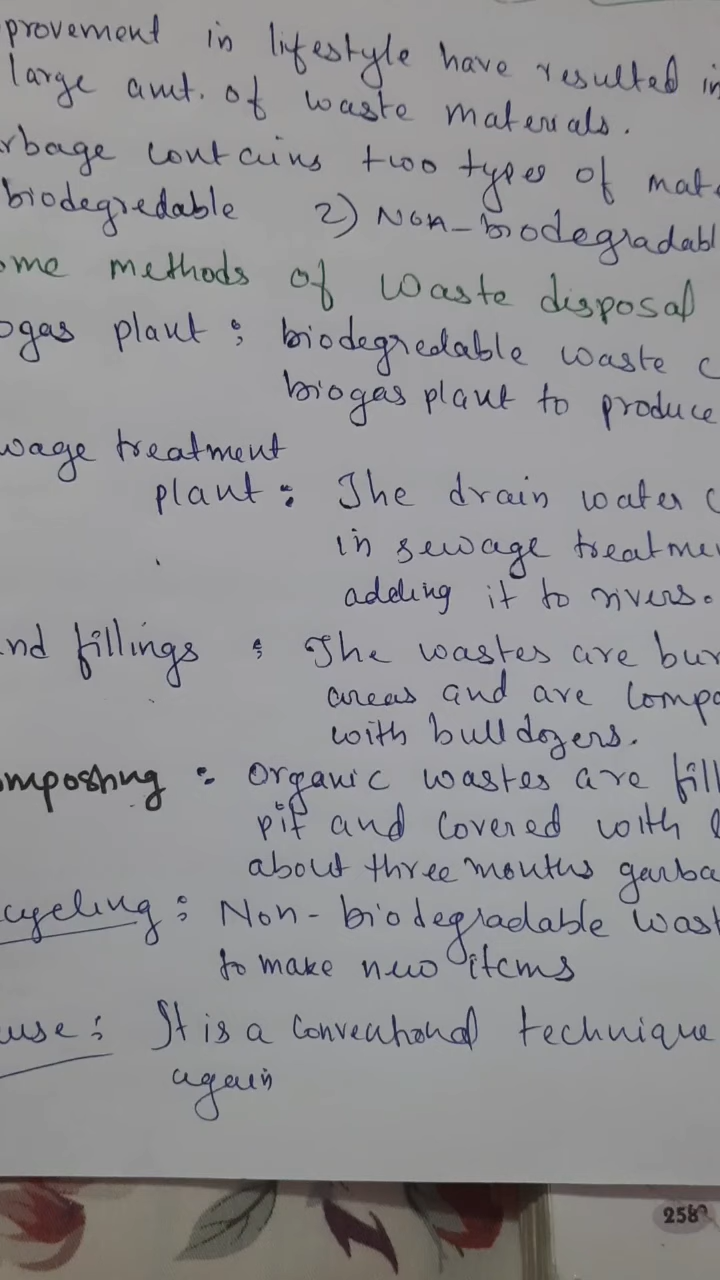 provement in lifestyle have resulted in
large amt. of waste materials.
rbage contains two types of mat
biodegredable 2) Non-biodegradabl
ome methods of waste disposal
ogas plant : biodegredable waste c
biogas plant to produce
wage treatment
plant : The drain water c
in sewage treatme
adding it to rivers.
nd fillings : The wastes are bur
areas and are compa
with bulldozers.
omposting : Organic wastes are fill
pit and covered with
about three months garba
cycling : Non-biodegradable wast
to make new items
use : It is a conventional technique
again
258